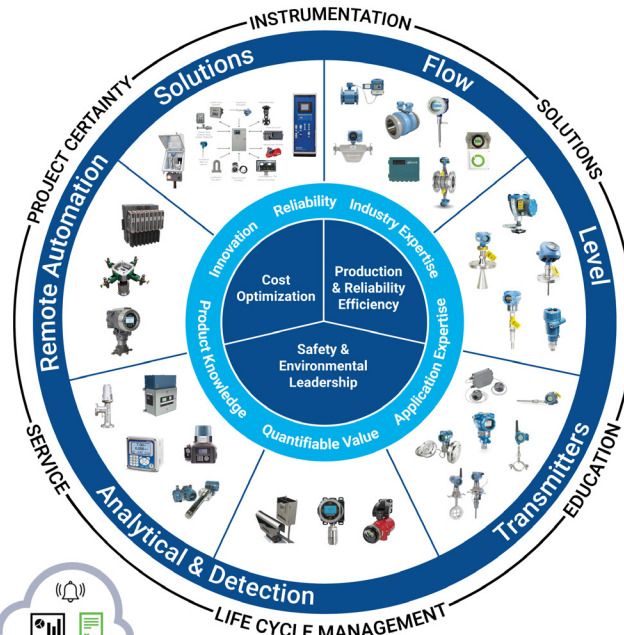 INSTRUMENTATION
SOLUTIONS
EDUCATION
LIFE CYCLE MANAGEMENT
SERVICE
PROJECT CERTAINTY
Solutions
Flow
Level
Transmitters
Analytical & Detection
Remote Automation
Reliability
Industry Expertise
Application Expertise
Quantifiable Value
Product Knowledge
Innovation
Cost
Optimization
Production
& Reliability
Efficiency
Safety &
Environmental
Leadership